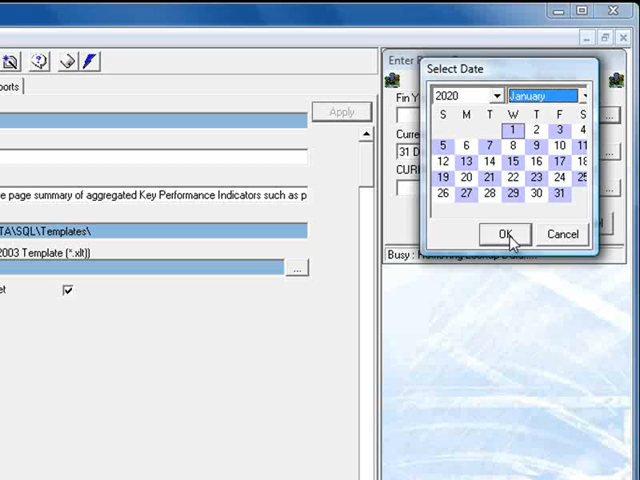 Enter
Select Date
ports
Apply
2020
January
S M T W T F S
1 2 3 4
5 6 7 8 9 10 11
12 13 14 15 16 17 18
19 20 21 22 23 24 25
26 27 28 29 30 31
OK
Cancel
Fin Y
...
Curre
31 D
CUR
e page summary of aggregated Key Performance Indicators such as p
TA\SQL\Templates\
2003 Template (*.xlt))
...
et
Busy :